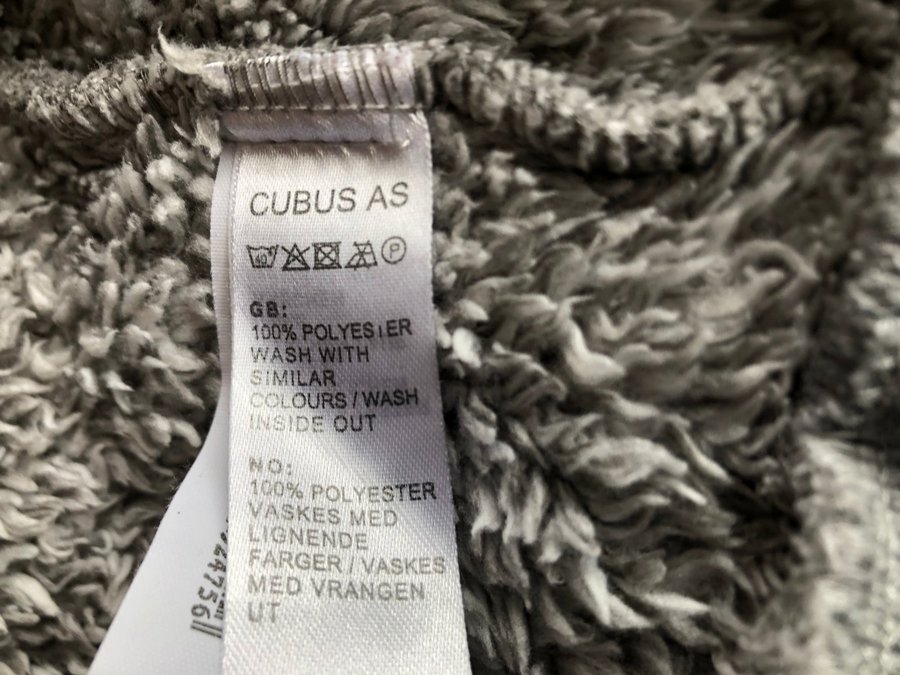 CUBUS AS
40 P
GB:
100% POLYESTER
WASH WITH
SIMILAR
COLOURS / WASH
INSIDE OUT
NO:
100% POLYESTER
VASKES MED
LIGNENDE
FARGER / VASKES
MED VRANGEN
UT